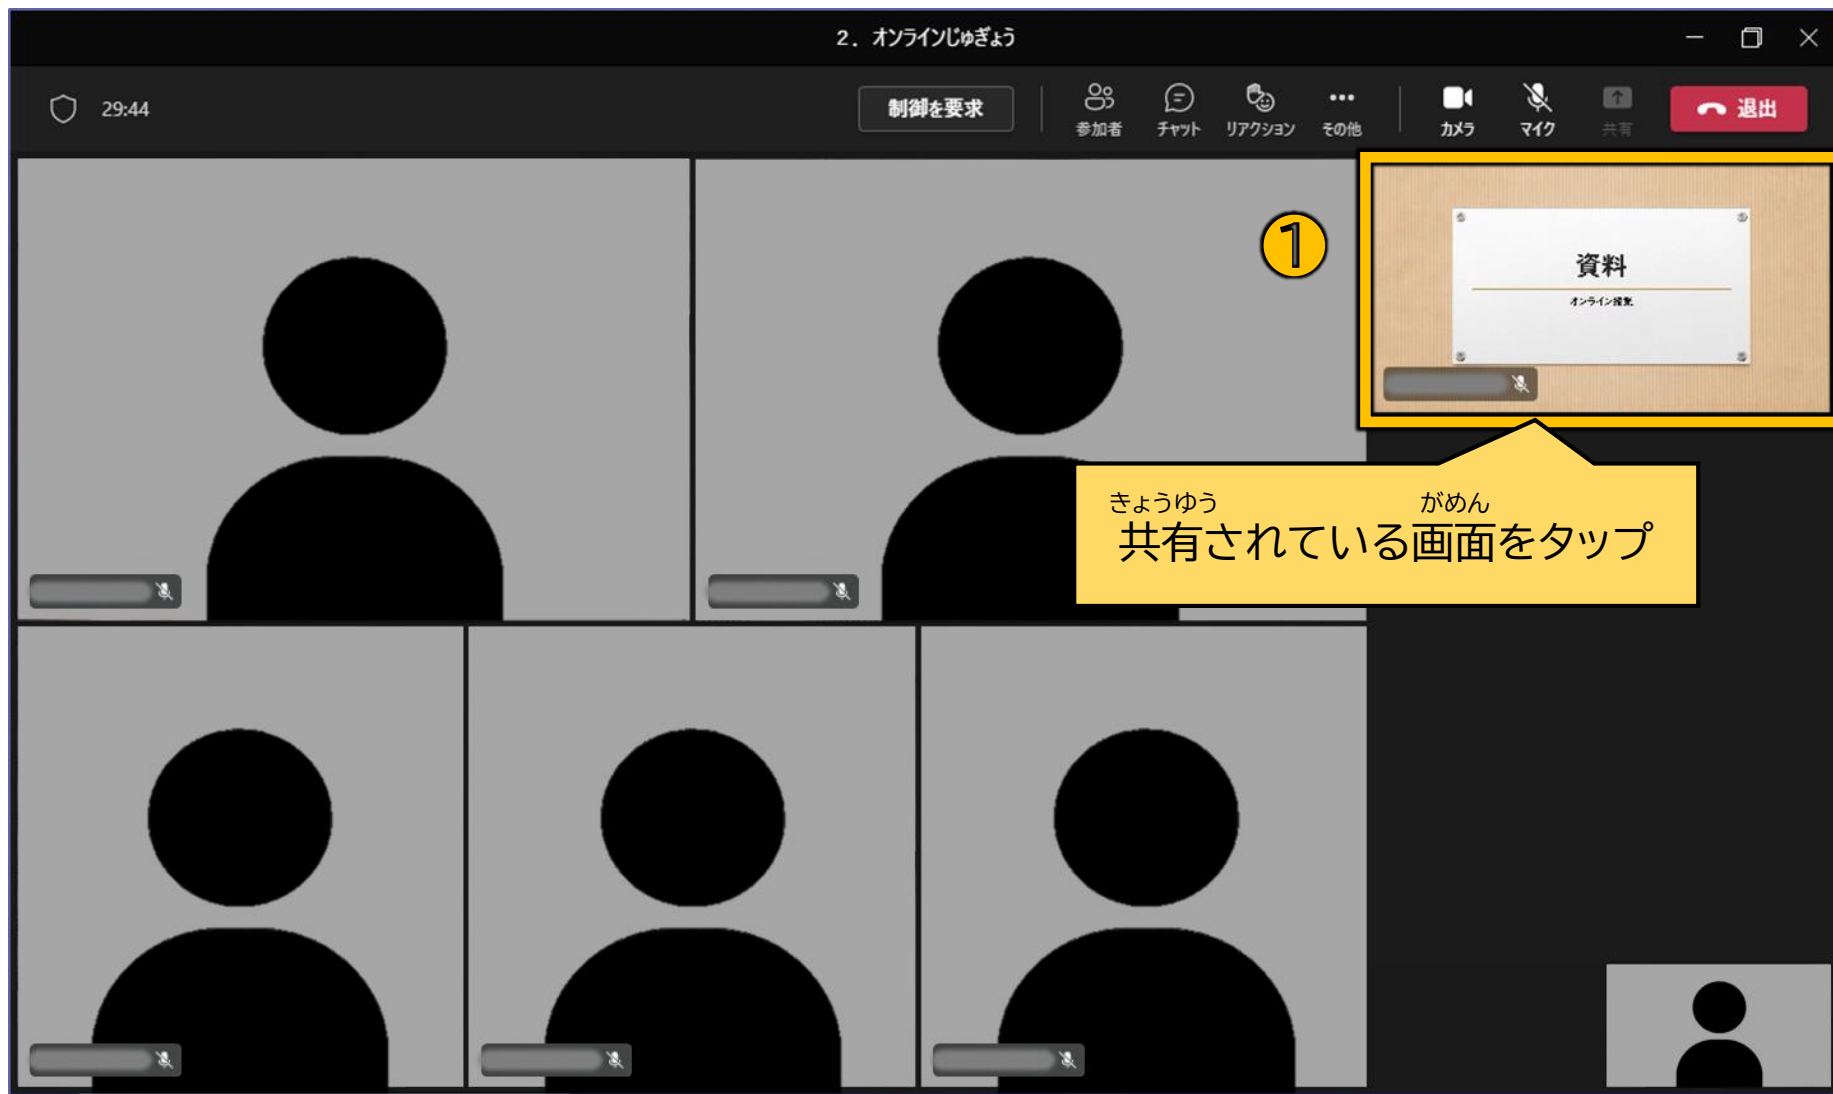 2. オンラインじゅぎょう
29:44
制御を要求
参加者
チャット
リアクション
その他
カメラ
マイク
共有
退出
1
資料
オンライン授業
きょうゆう がめん
共有されている画面をタップ